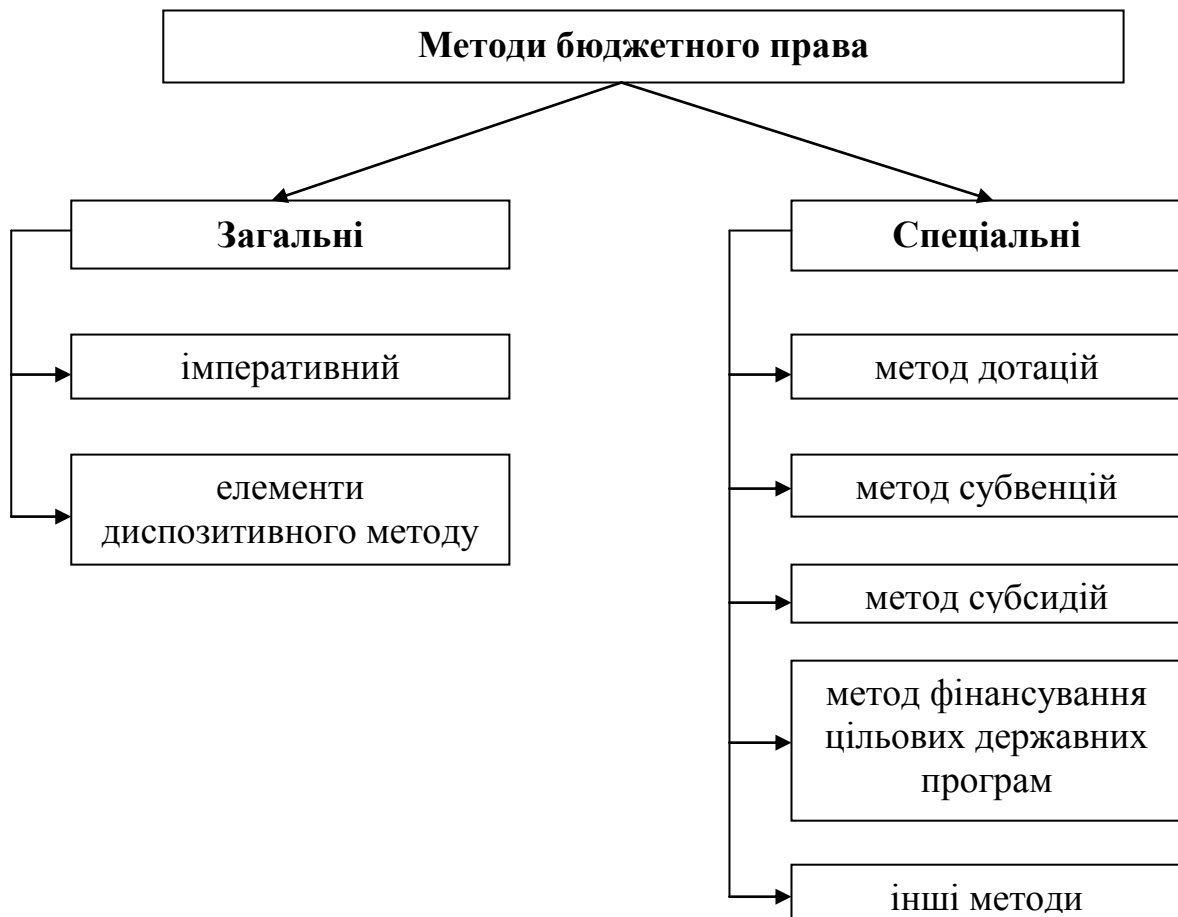 Методи бюджетного права
Загальні
Спеціальні
імперативний
елементи
диспозитивного методу
метод дотацій
метод субвенцій
метод субсидій
метод фінансування
цільових державних
програм
інші методи